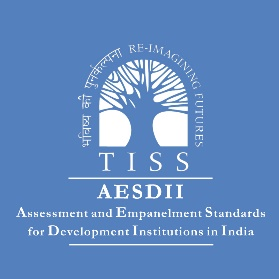 भविष्य की पुनर्कल्पना
RE-IMAGINING FUTURES
TISS
AESDII
Assessment and Empanelment Standards
for Development Institutions in India